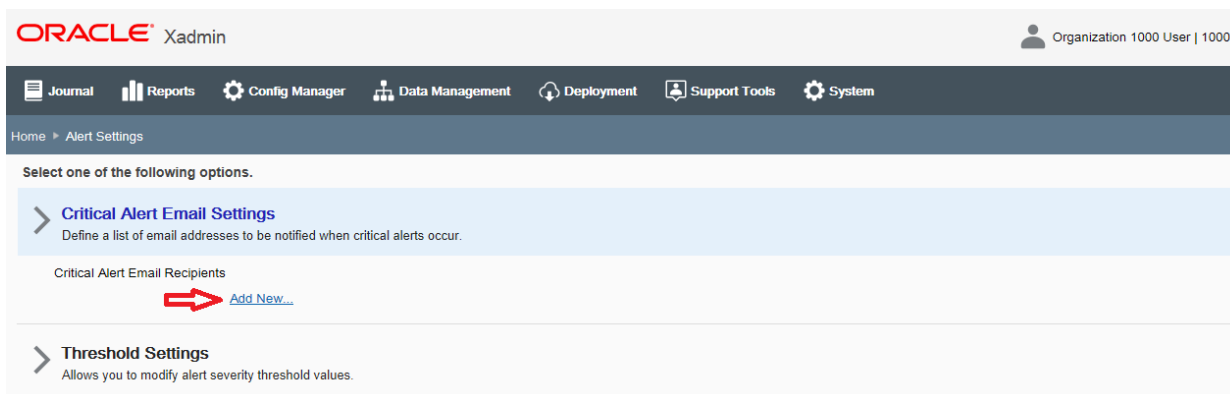 ORACLE Xadmin
Organization 1000 User | 1000
Journal Reports Config Manager Data Management Deployment Support Tools System
Home Alert Settings
Select one of the following options.
Critical Alert Email Settings
Define a list of email addresses to be notified when critical alerts occur.
Critical Alert Email Recipients
Add New...
Threshold Settings
Allows you to modify alert severity threshold values.